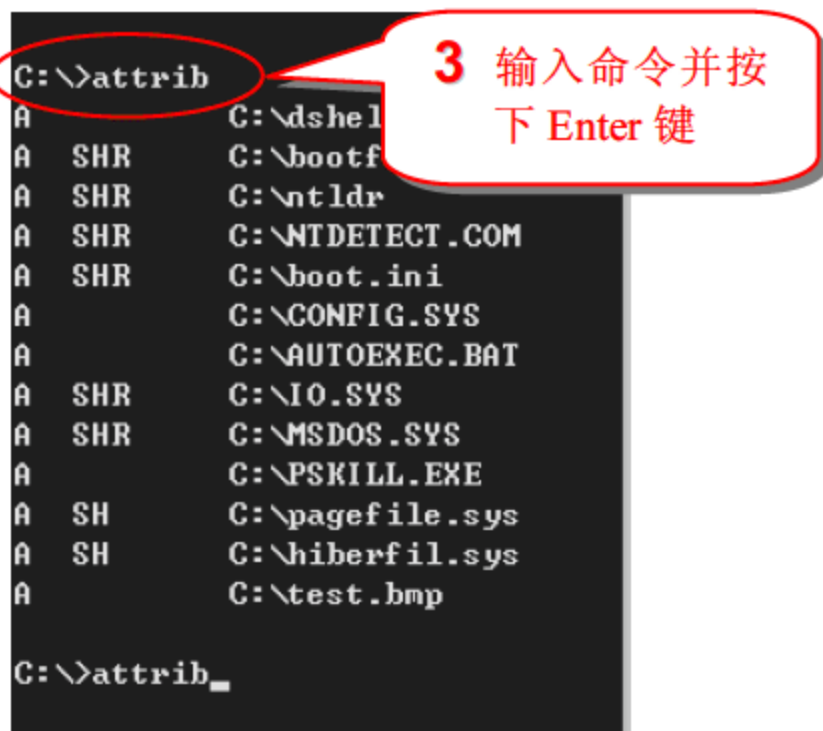 C:\>attrib
3 输入命令并按
下 Enter 键
A C:\dshel
A SHR C:\bootf
A SHR C:\ntldr
A SHR C:\NTDETECT.COM
A SHR C:\boot.ini
A C:\CONFIG.SYS
A C:\AUTOEXEC.BAT
A SHR C:\IO.SYS
A SHR C:\MSDOS.SYS
A C:\PSKILL.EXE
A SH C:\pagefile.sys
A SH C:\hiberfil.sys
A C:\test.bmp
C:\>attrib_